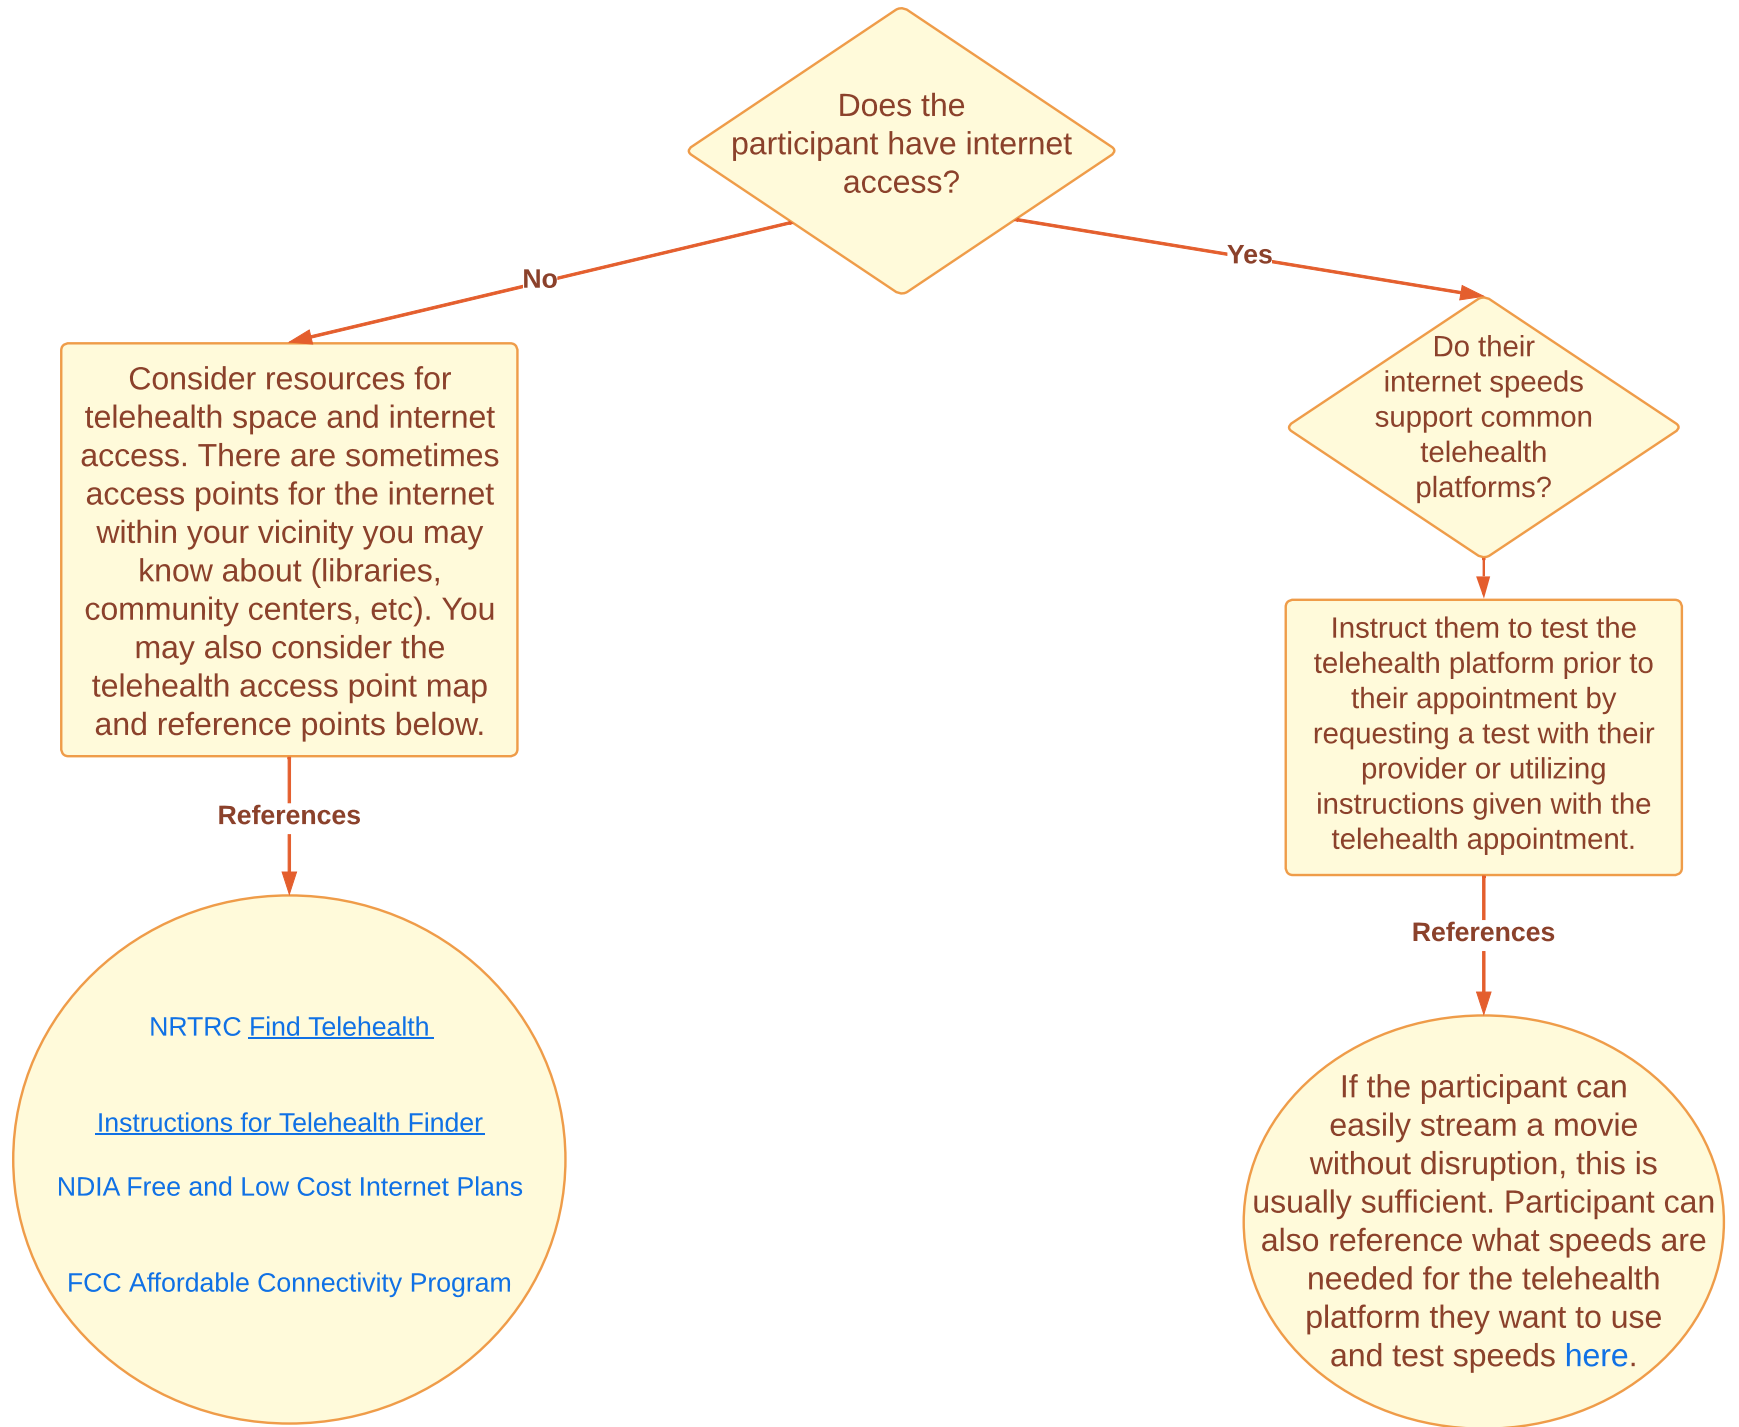 Does the
participant have internet
access?
No
Yes
Consider resources for
telehealth space and internet
access. There are sometimes
access points for the internet
within your vicinity you may
know about (libraries,
community centers, etc). You
may also consider the
telehealth access point map
and reference points below.
References
NRTRC Find Telehealth
Instructions for Telehealth Finder
NDIA Free and Low Cost Internet Plans
FCC Affordable Connectivity Program
Do their
internet speeds
support common
telehealth
platforms?
Instruct them to test the
telehealth platform prior to
their appointment by
requesting a test with their
provider or utilizing
instructions given with the
telehealth appointment.
References
If the participant can
easily stream a movie
without disruption, this is
usually sufficient. Participant can
also reference what speeds are
needed for the telehealth
platform they want to use
and test speeds here.